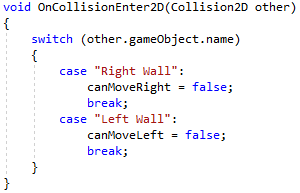 void OnCollisionEnter2D(Collision2D other)
{
    switch (other.gameObject.name)
    {
        case "Right Wall":
            canMoveRight = false;
            break;
        case "Left Wall":
            canMoveLeft = false;
            break;
    }
}